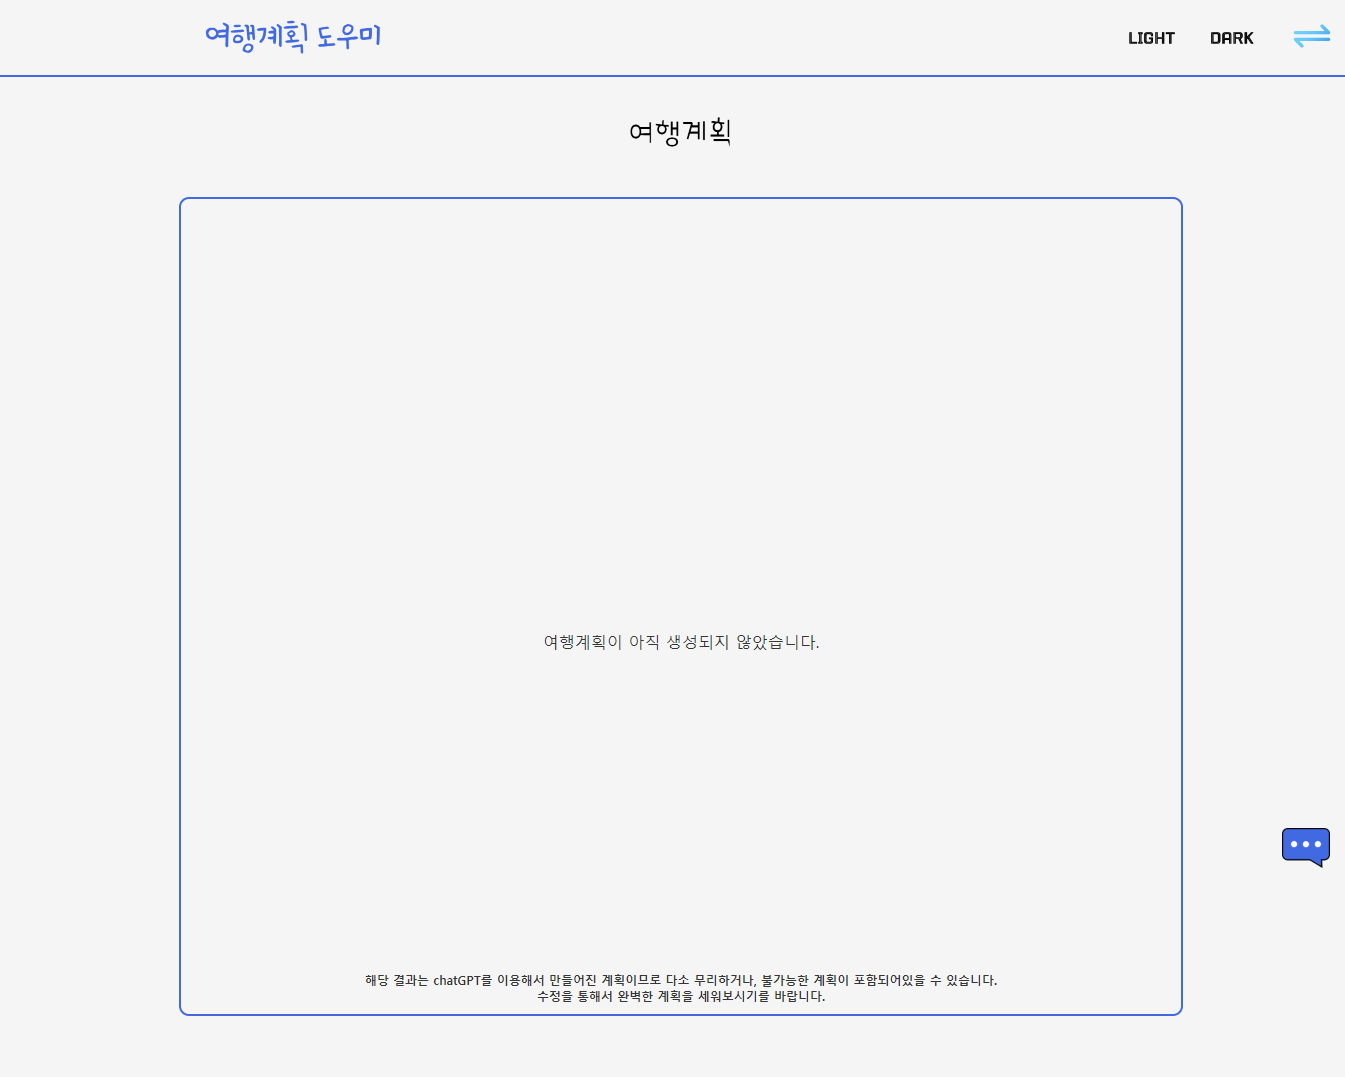 여행계획 도우미
LIGHT DARK
여행계획
여행계획이 아직 생성되지 않았습니다.
해당 결과는 chatGPT를 이용해서 만들어진 계획이므로 다소 무리하거나, 불가능한 계획이 포함되어있을 수 있습니다.
수정을 통해서 완벽한 계획을 세워보시기를 바랍니다.